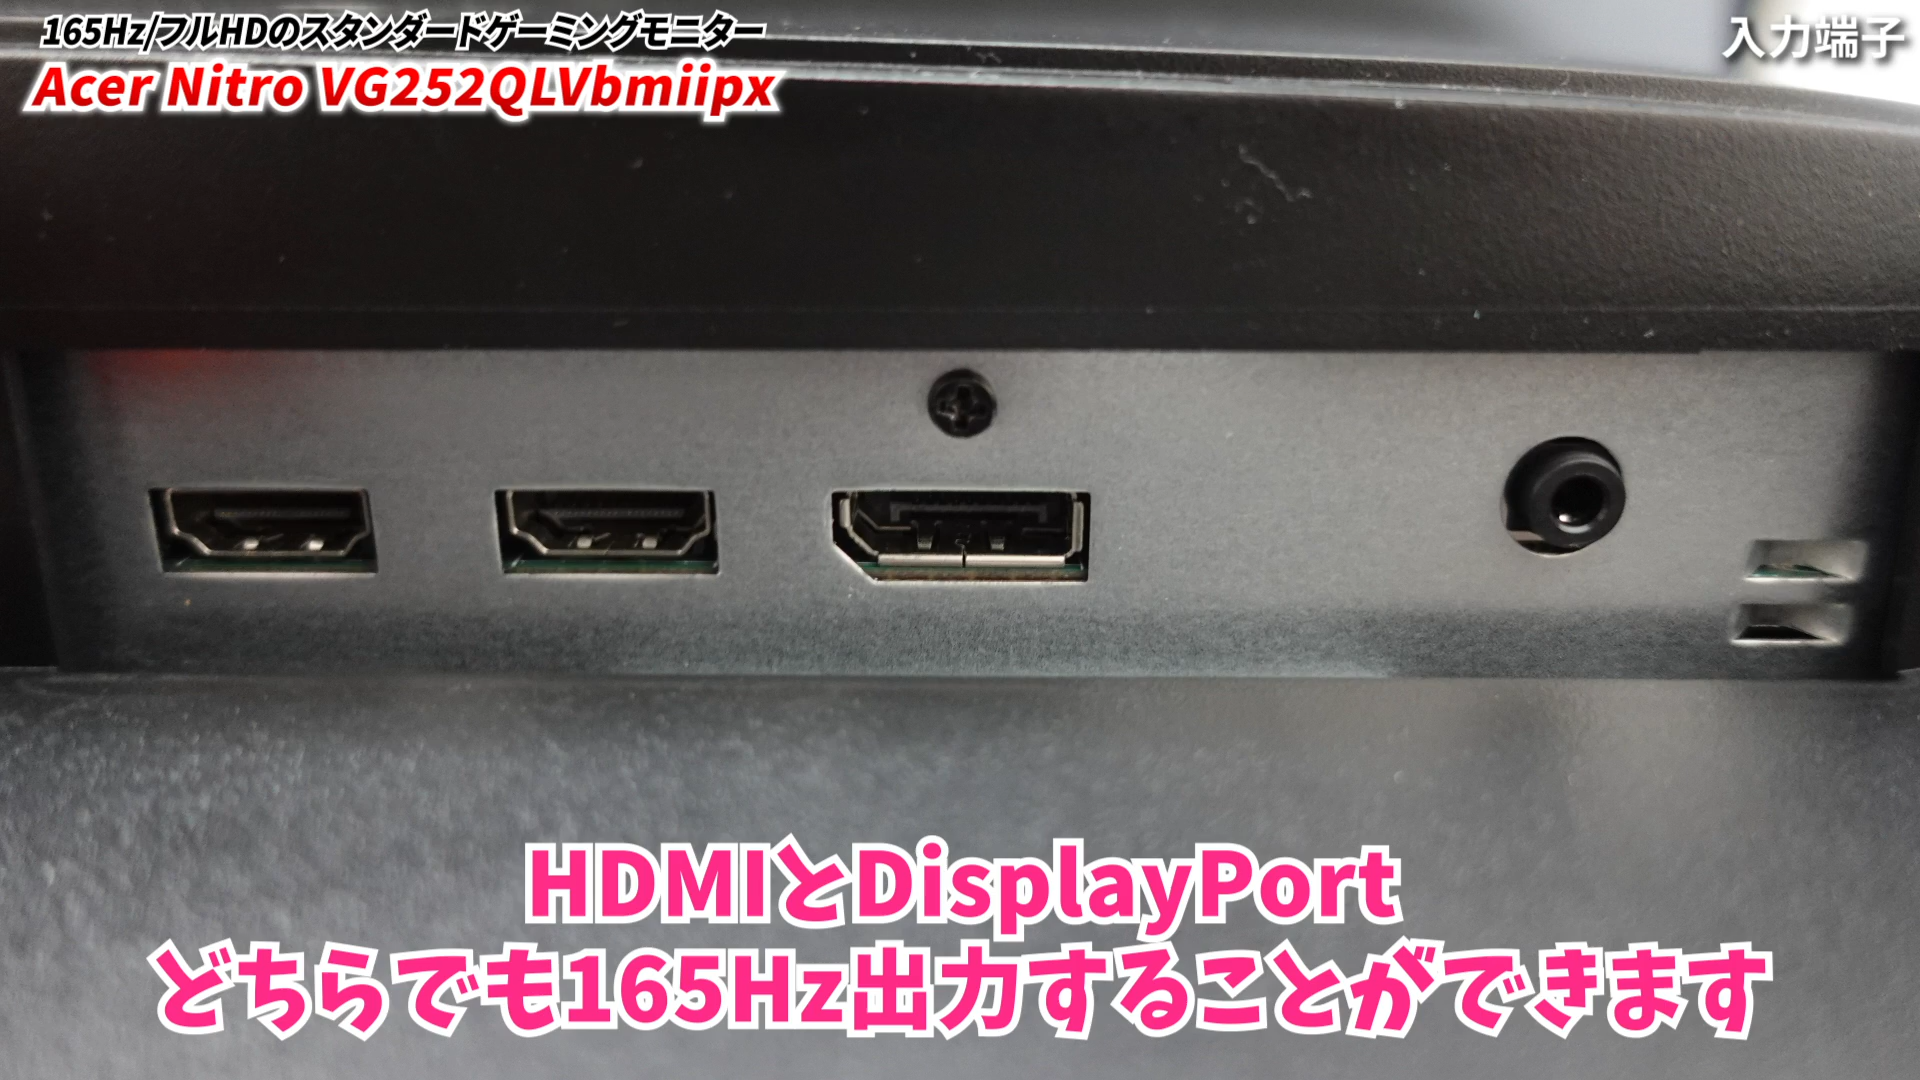 165Hz/フルHDのスタンダードゲーミングモニター
Acer Nitro VG252QLVbmiipx
入力端子
HDMIとDisplayPort
どちらでも165Hz出力することができます